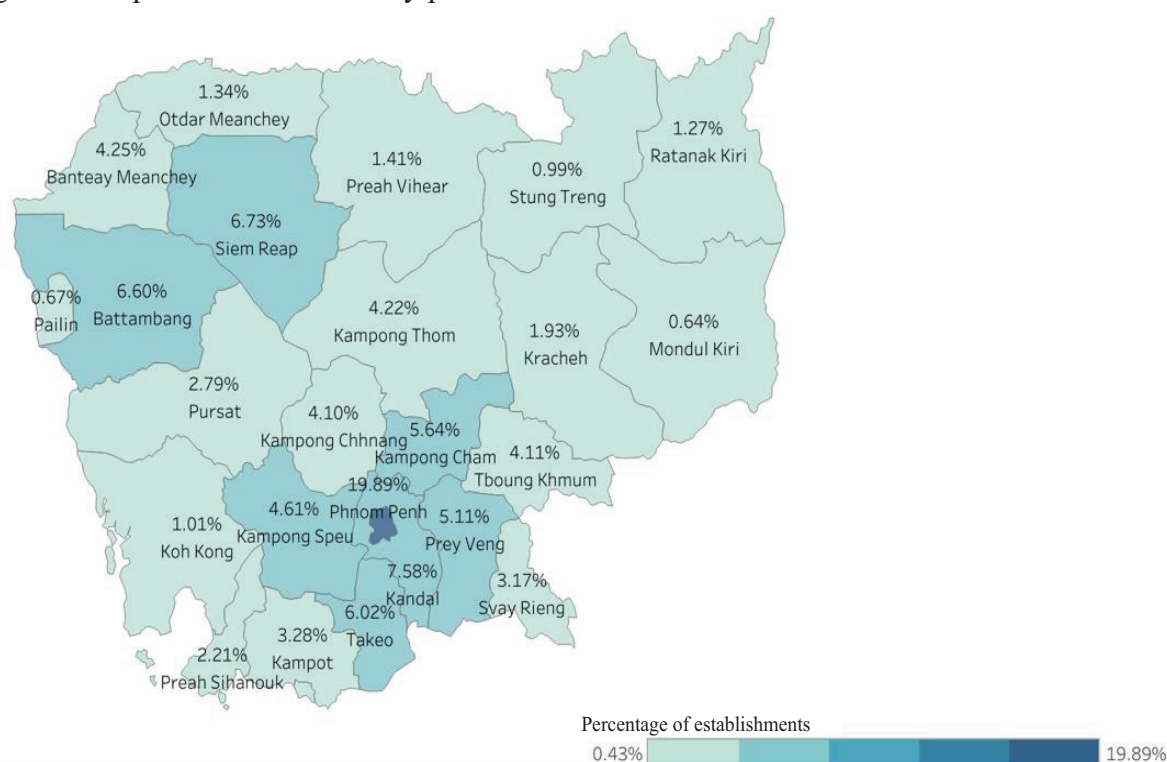 1.34%
Otdar Meanchey
4.25%
Banteay Meanchey
1.41%
Preah Vihear
0.99%
Stung Treng
1.27%
Ratanak Kiri
6.73%
Siem Reap
0.67%
Pailin
6.60%
Battambang
4.22%
Kampong Thom
1.93%
Kracheh
0.64%
Mondul Kiri
2.79%
Pursat
4.10%
Kampong Chhnang
5.64%
Kampong Cham
4.11%
Tboung Khmum
19.89%
Phnom Penh
4.61%
Kampong Speu
5.11%
Prey Veng
1.01%
Koh Kong
7.58%
Kandal
3.17%
Svay Rieng
6.02%
Takeo
3.28%
Kampot
2.21%
Preah Sihanouk
Percentage of establishments
0.43%
19.89%